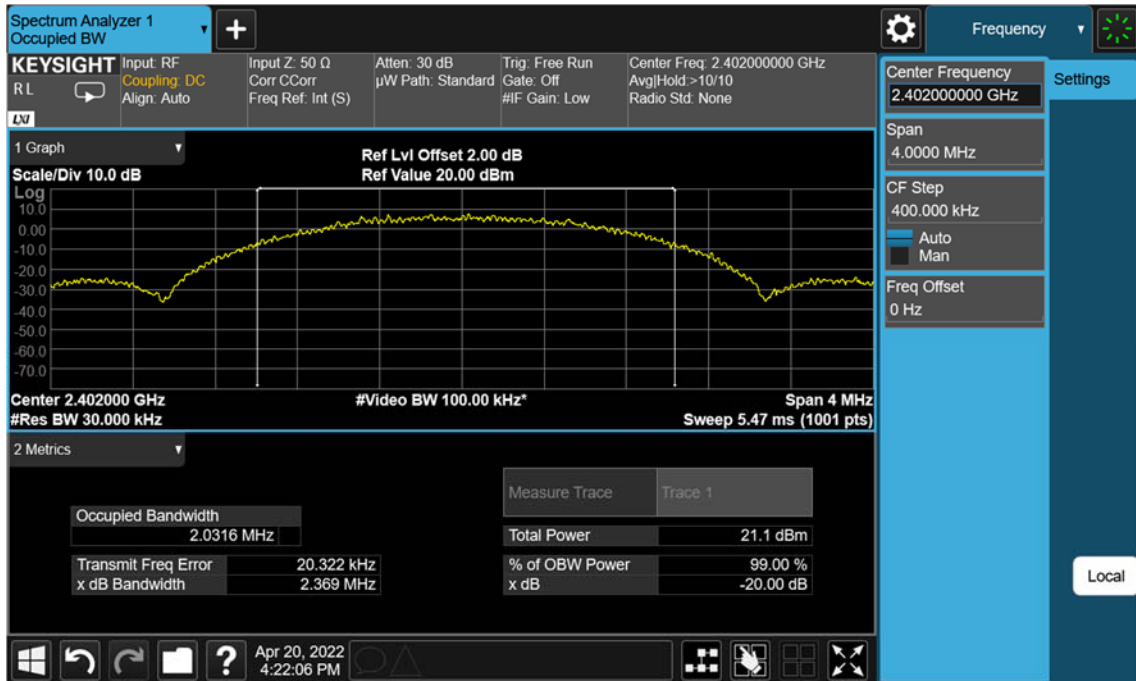 Spectrum Analyzer 1
Occupied BW
+
Frequency
KEYSIGHT
R L
LXI
Input: RF
Coupling: DC
Align: Auto
Input Z: 50 Ω
Corr CCorr
Freq Ref: Int (S)
Atten: 30 dB
µW Path: Standard
Trig: Free Run
Gate: Off
#IF Gain: Low
Center Freq: 2.402000000 GHz
Avg|Hold:>10/10
Radio Std: None
Center Frequency
2.402000000 GHz
Settings
Span
4.0000 MHz
CF Step
400.000 kHz
Auto
Man
Freq Offset
0 Hz
Local
1 Graph
Scale/Div 10.0 dB
Ref Lvl Offset 2.00 dB
Ref Value 20.00 dBm
Log
10.0
0.00
-10.0
-20.0
-30.0
-40.0
-50.0
-60.0
-70.0
Center 2.402000 GHz
#Video BW 100.00 kHz*
Span 4 MHz
#Res BW 30.000 kHz
Sweep 5.47 ms (1001 pts)
2 Metrics
Measure Trace
Trace 1
Occupied Bandwidth
2.0316 MHz
Total Power
21.1 dBm
Transmit Freq Error
20.322 kHz
% of OBW Power
99.00 %
x dB Bandwidth
2.369 MHz
x dB
-20.00 dB
?
Apr 20, 2022
4:22:06 PM